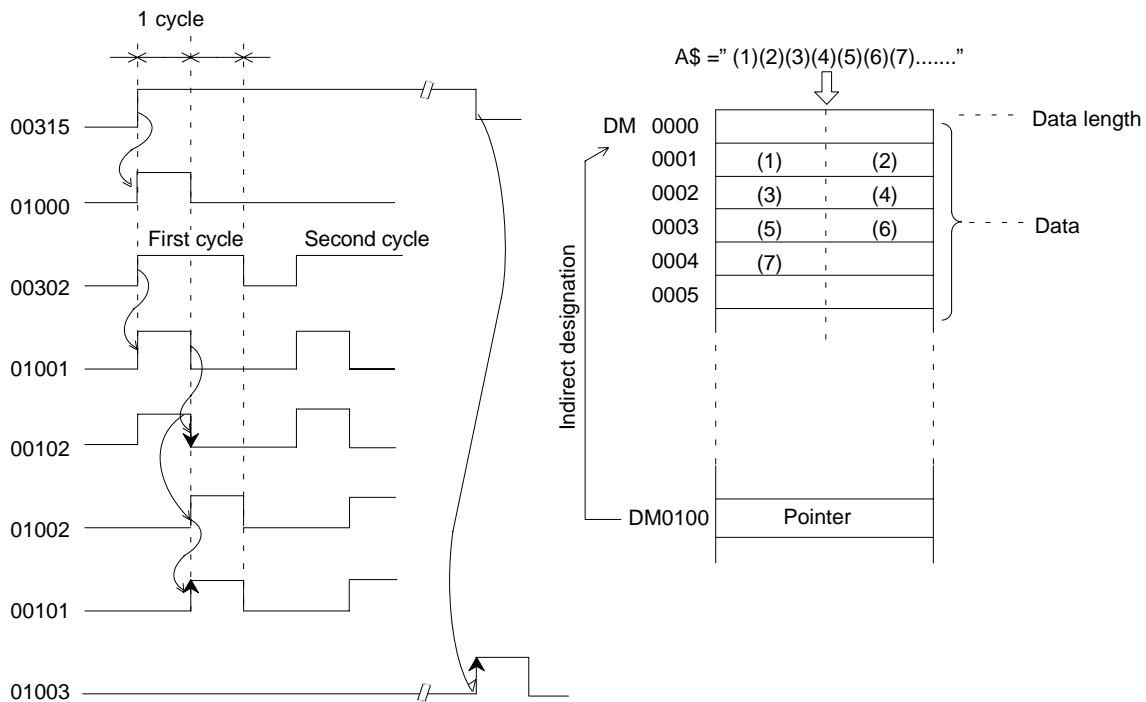 1 cycle
00315
01000
First cycle
Second cycle
00302
01001
00102
01002
00101
01003
A$ =” (1)(2)(3)(4)(5)(6)(7).......”
DM 0000
Data length
0001 (1) (2)
0002 (3) (4)
0003 (5) (6)
Data
0004 (7)
0005
Indirect designation
DM0100 Pointer